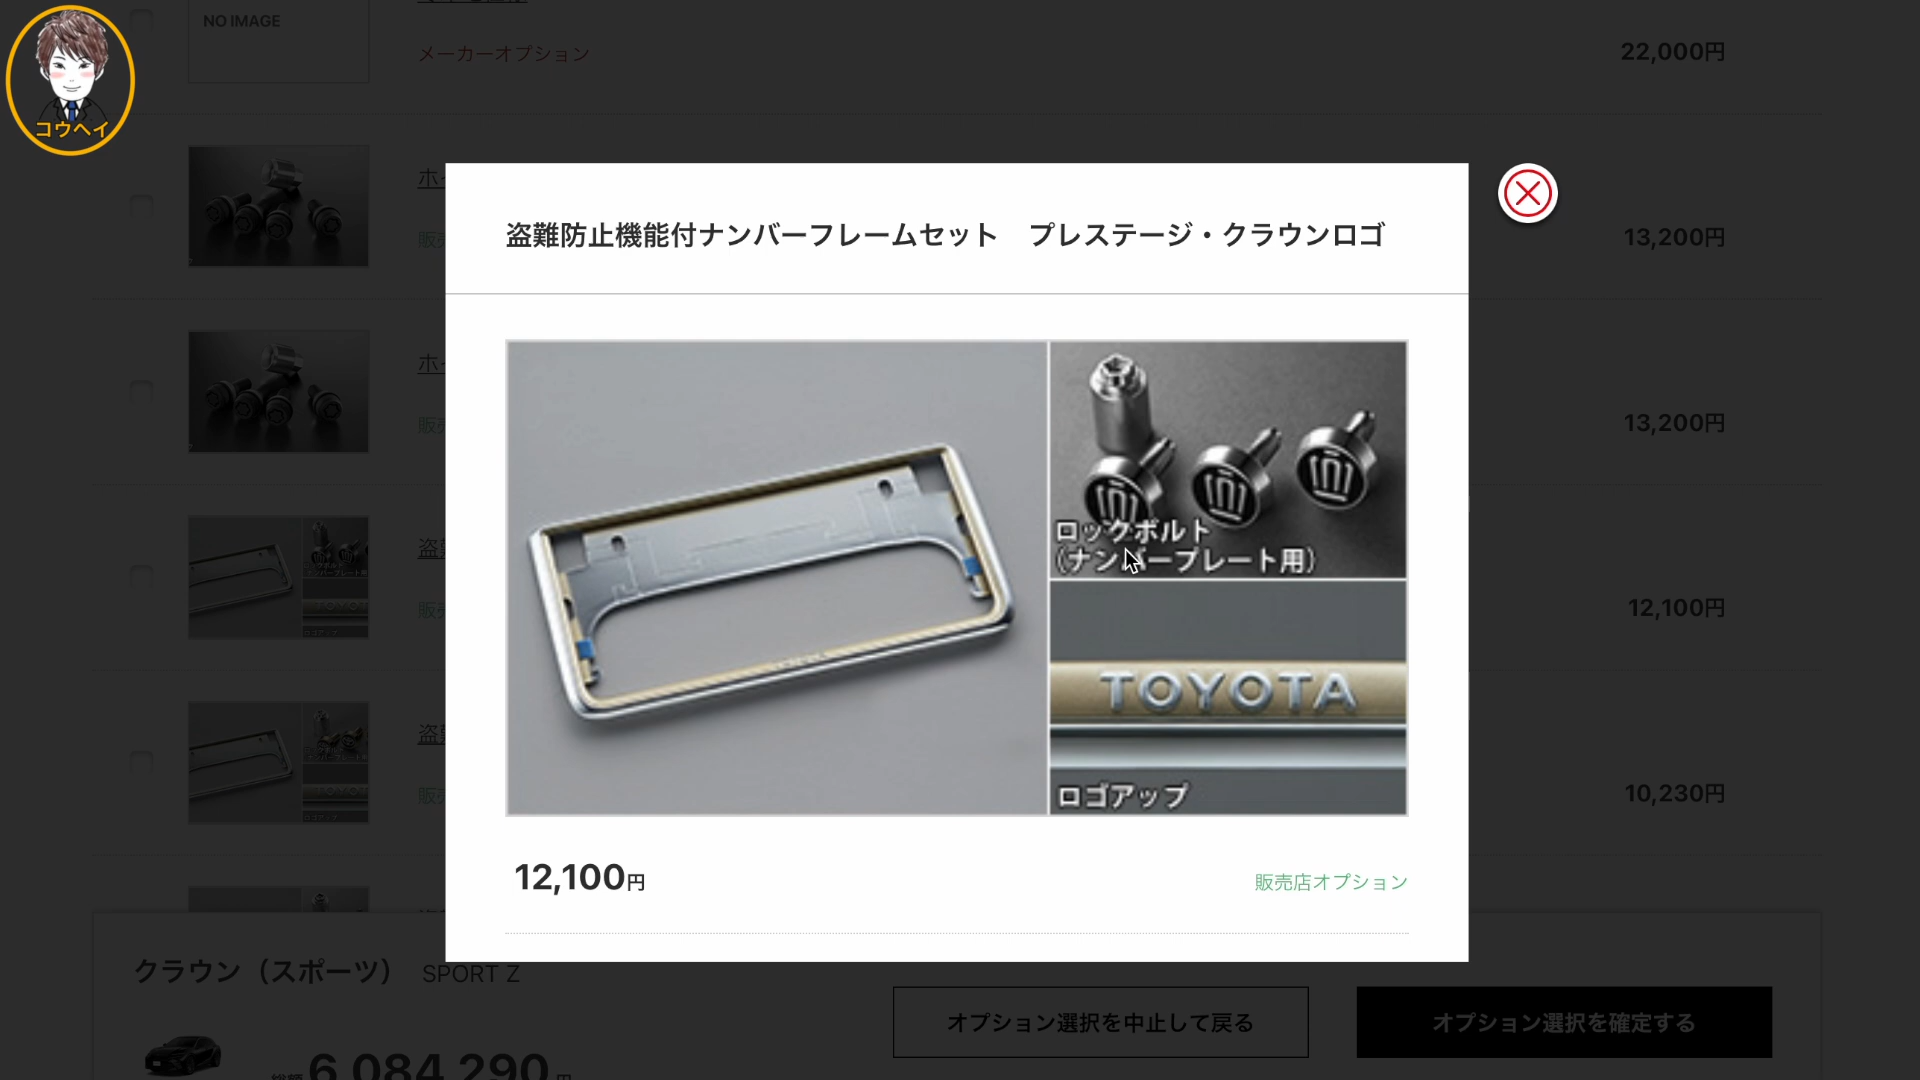 NO IMAGE
メーカーオプション
22,000円
コウヘイ
13,200円
盗難防止機能付ナンバーフレームセット　プレステージ・クラウンロゴ
13,200円
ロックボルト
(ナンバープレート用)
12,100円
TOYOTA
ロゴアップ
10,230円
12,100円
販売店オプション
クラウン（スポーツ） SPORT Z
オプション選択を中止して戻る
オプション選択を確定する
総額 6,084,290円